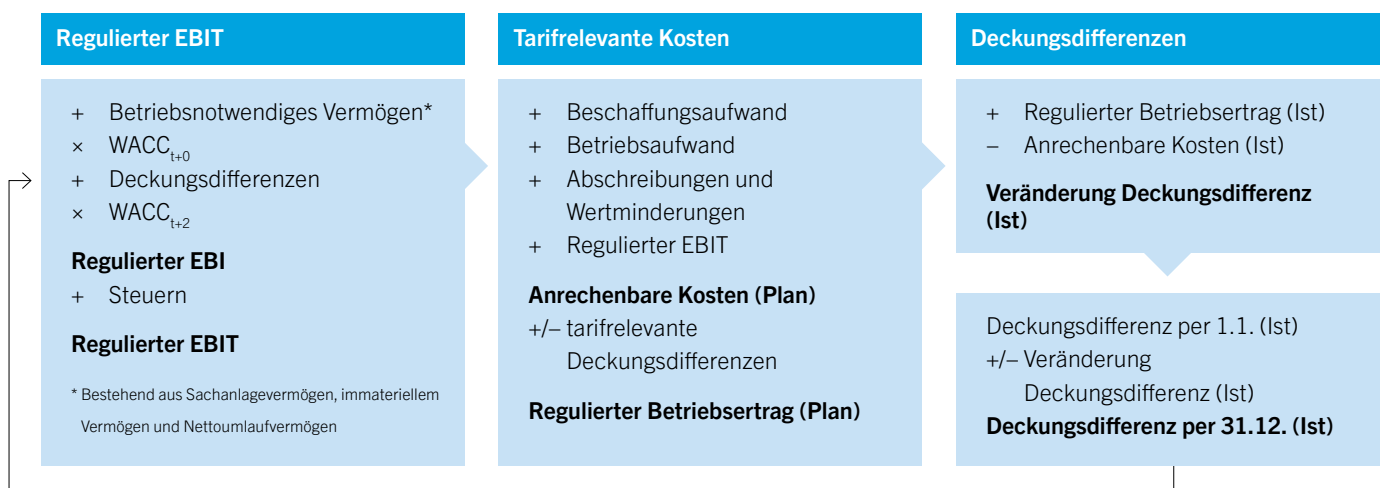 Regulierter EBIT
+ Betriebsnotwendiges Vermögen*
× WACCt+0
+ Deckungsdifferenzen
× WACCt+2
Regulierter EBI
+ Steuern
Regulierter EBIT
* Bestehend aus Sachanlagevermögen, immateriellem
Vermögen und Nettoumlaufvermögen
Tarifrelevante Kosten
+ Beschaffungsaufwand
+ Betriebsaufwand
+ Abschreibungen und
Wertminderungen
+ Regulierter EBIT
Anrechenbare Kosten (Plan)
+/– tarifrelevante
Deckungsdifferenzen
Regulierter Betriebsertrag (Plan)
Deckungsdifferenzen
+ Regulierter Betriebsertrag (Ist)
– Anrechenbare Kosten (Ist)
Veränderung Deckungsdifferenz
(Ist)
Deckungsdifferenz per 1.1. (Ist)
+/– Veränderung
Deckungsdifferenz (Ist)
Deckungsdifferenz per 31.12. (Ist)